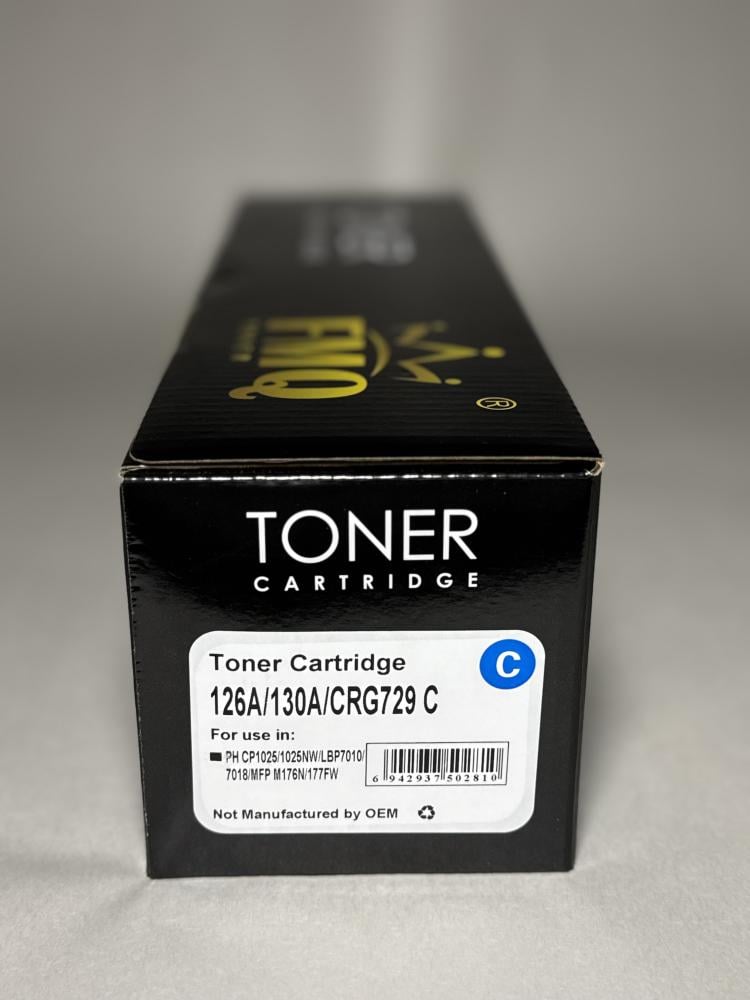 FMQ
®
TONER
CARTRIDGE
Toner Cartridge
C
126A/130A/CRG729 C
For use in:
PH CP1025/1025NW/LBP7010/
7018/MFP M176N/177FW
6 942937 502810
Not Manufactured by OEM